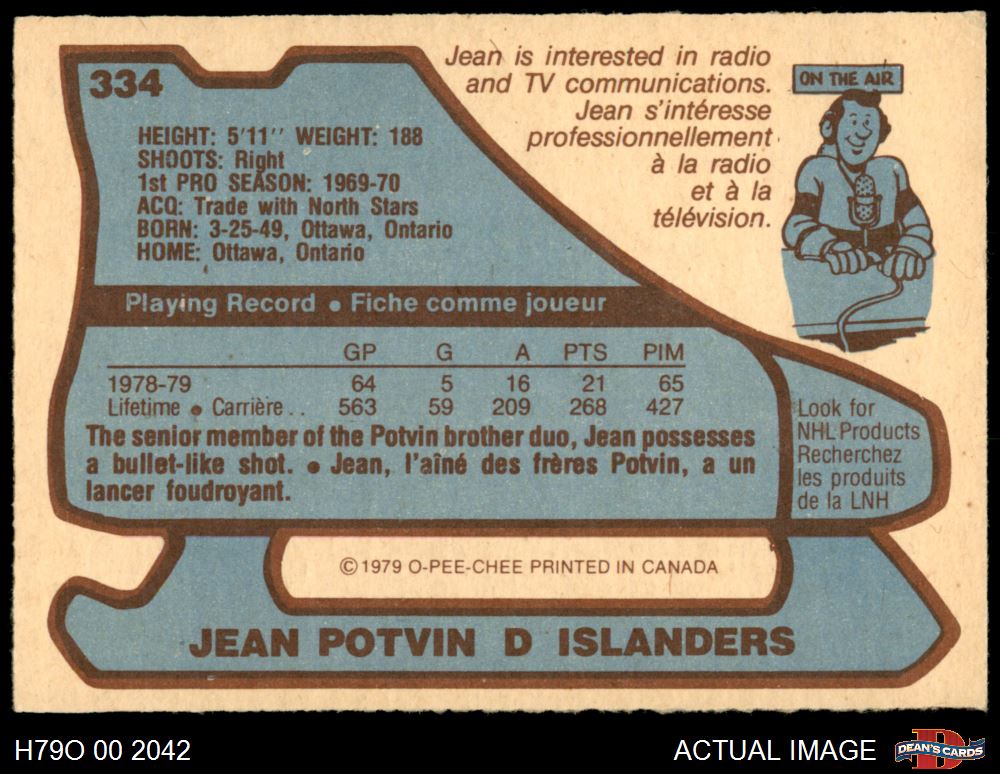 334
HEIGHT: 5'11'' WEIGHT: 188
SHOOTS: Right
1st PRO SEASON: 1969-70
ACQ: Trade with North Stars
BORN: 3-25-49, Ottawa, Ontario
HOME: Ottawa, Ontario
Jean is interested in radio
and TV communications.
Jean s'intéresse
professionnellement
à la radio
et à la
télévision.
ON THE AIR
Playing Record • Fiche comme joueur
GP G A PTS PIM
1978-79 64 5 16 21 65
Lifetime • Carrière . . 563 59 209 268 427
The senior member of the Potvin brother duo, Jean possesses
a bullet-like shot. • Jean, l'aîné des frères Potvin, a un
lancer foudroyant.
Look for
NHL Products
Recherchez
les produits
de la LNH
© 1979 O-PEE-CHEE PRINTED IN CANADA
JEAN POTVIN D ISLANDERS
H79O 00 2042
ACTUAL IMAGE
D
DEAN'S CARDS